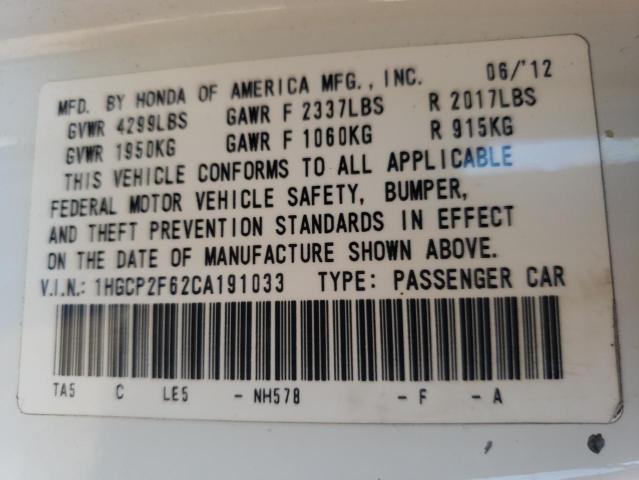 MFD. BY HONDA OF AMERICA MFG., INC. 06/'12
GVWR 4299LBS GAWR F 2337LBS R 2017LBS
GVWR 1950KG GAWR F 1060KG R 915KG
THIS VEHICLE CONFORMS TO ALL APPLICABLE
FEDERAL MOTOR VEHICLE SAFETY, BUMPER,
AND THEFT PREVENTION STANDARDS IN EFFECT
ON THE DATE OF MANUFACTURE SHOWN ABOVE.
V.I.N.: 1HGCP2F62CA191033 TYPE: PASSENGER CAR
TA5 C LE5 - NH578 - F - A